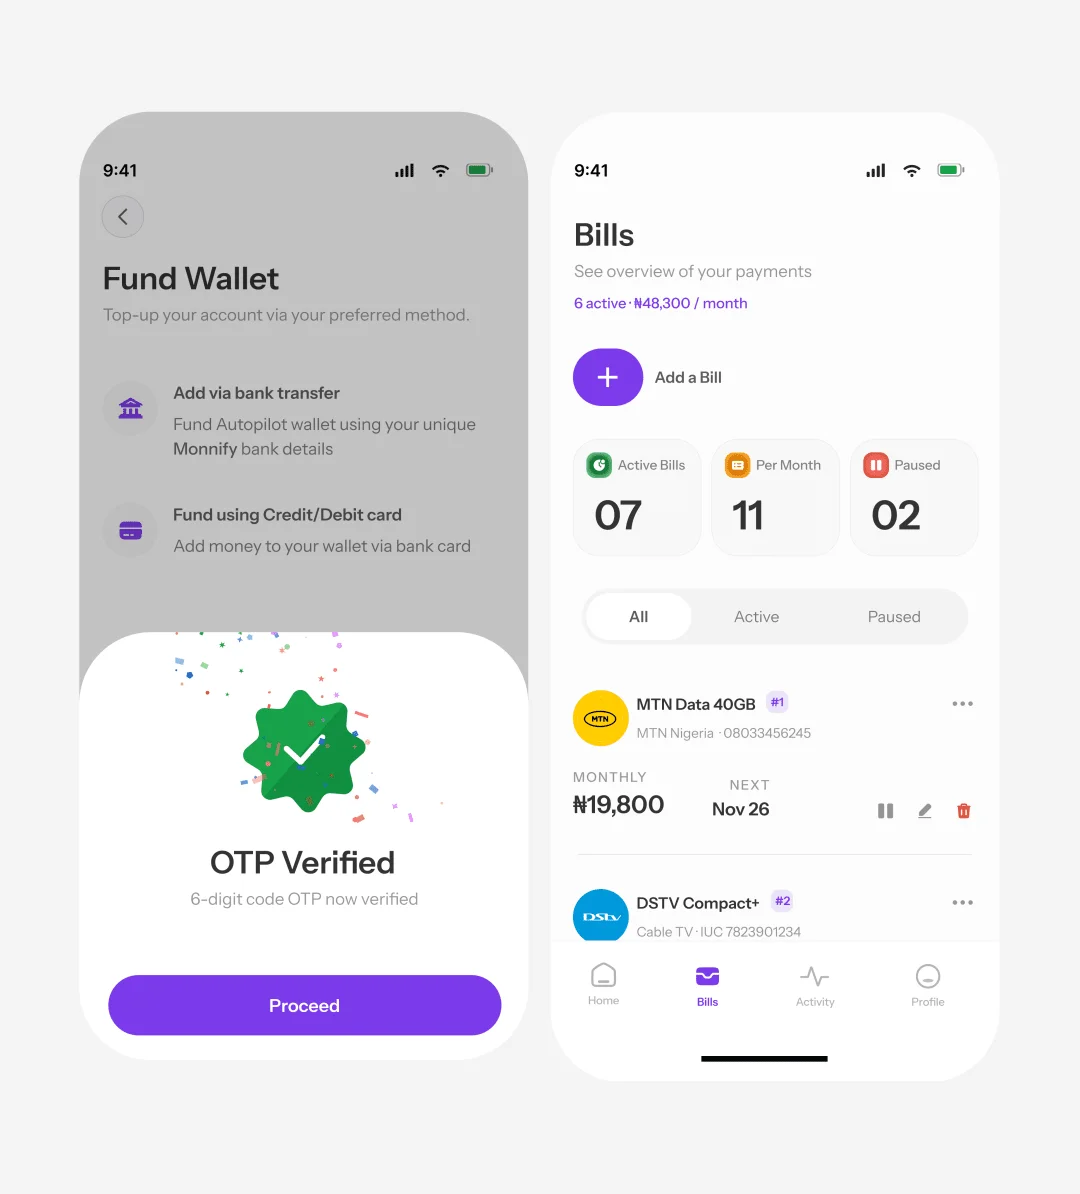 9:41
Fund Wallet
Top-up your account via your preferred method.
Add via bank transfer
Fund Autopilot wallet using your unique
Monnify bank details
Fund using Credit/Debit card
Add money to your wallet via bank card
OTP Verified
6-digit code OTP now verified
Proceed
9:41
Bills
See overview of your payments
6 active · ₦48,300 / month
Add a Bill
Active Bills
07
Per Month
11
Paused
02
All
Active
Paused
MTN
MTN Data 40GB #1
MTN Nigeria · 08033456245
MONTHLY
₦19,800
NEXT
Nov 26
DStv
DSTV Compact+ #2
Cable TV · IUC 7823901234
Home
Bills
Activity
Profile